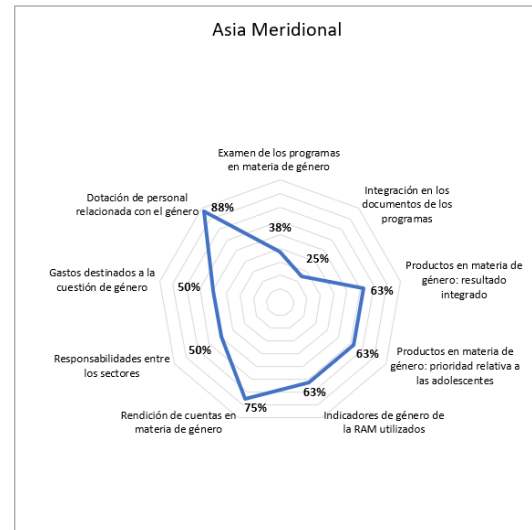 Asia Meridional
Examen de los programas
en materia de género
38%
Integración en los
documentos de los
programas
25%
Productos en materia de
género: resultado
integrado
63%
Productos en materia de
género: prioridad relativa a
las adolescentes
63%
Indicadores de género de
la RAM utilizados
63%
Rendición de cuentas en
materia de género
75%
Responsabilidades entre
los sectores
50%
Gastos destinados a la
cuestión de género
50%
Dotación de personal
relacionada con el género
88%